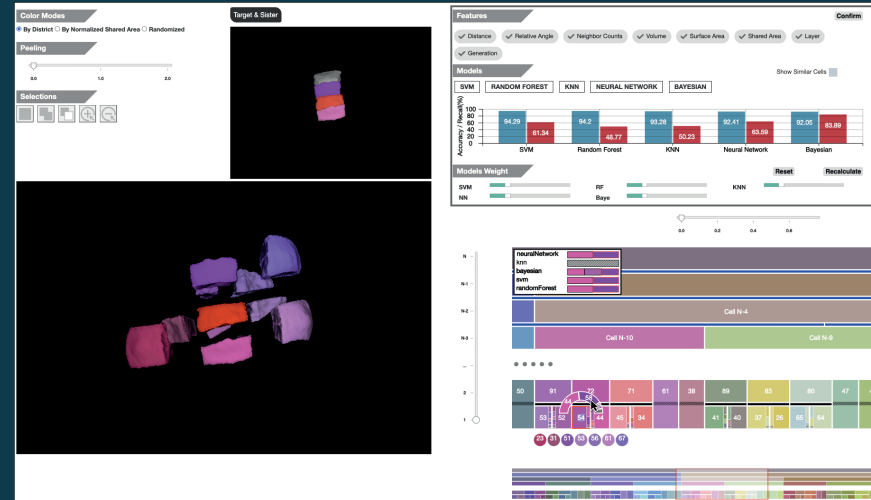 Color Modes
By District By Normalized Shared Area Randomized
Peeling
0.0 1.0 2.0
Selections
Target & Sister
Features
Confirm
Distance Relative Angle Neighbor Counts Volume Surface Area Shared Area Layer
Generation
Models
Show Similar Cells
SVM RANDOM FOREST KNN NEURAL NETWORK BAYESIAN
Accuracy / Recall(%)
100
80
60
40
20
0
94.29 61.34 94.2 48.77 93.28 50.23 92.41 63.59 92.05 83.89
SVM Random Forest KNN Neural Network Bayesian
Models Weight
Reset Recalculate
SVM RF KNN
NN Baye
0.0 0.2 0.4 0.6
N
N-1
N-2
N-3
2
1
neuralNetwork
knn
bayesian
svm
randomForest
Cell N-4
Cell N-10 Cell N-9
50 91 72 71 61 38 89 83 80 47
44 56
53 52 54 44 45 34 41 40 37 26 65 64
23 31 51 53 56 61 67